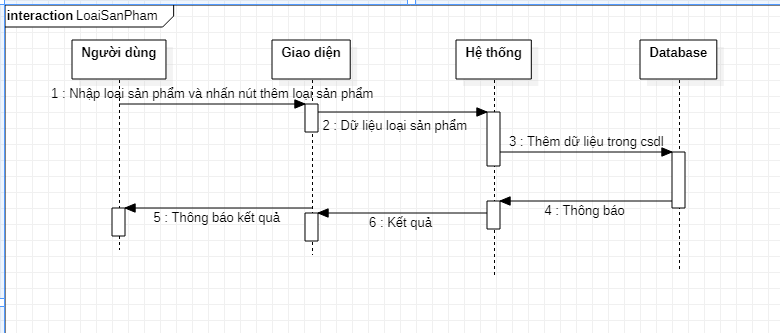 interaction LoaiSanPham
Người dùng
Giao diện
Hệ thống
Database
1 : Nhập loại sản phẩm và nhấn nút thêm loại sản phẩm
2 : Dữ liệu loại sản phẩm
3 : Thêm dữ liệu trong csdl
4 : Thông báo
5 : Thông báo kết quả
6 : Kết quả